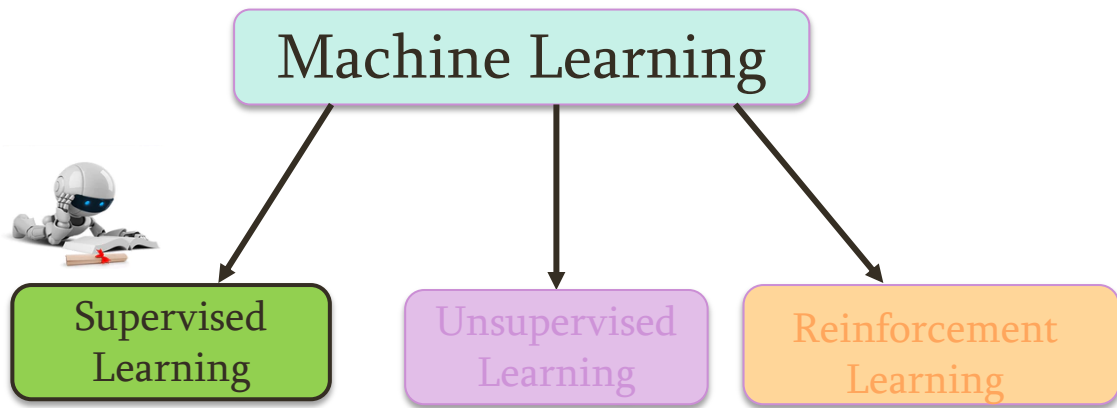 Machine Learning
Supervised
Learning
Unsupervised
Learning
Reinforcement
Learning